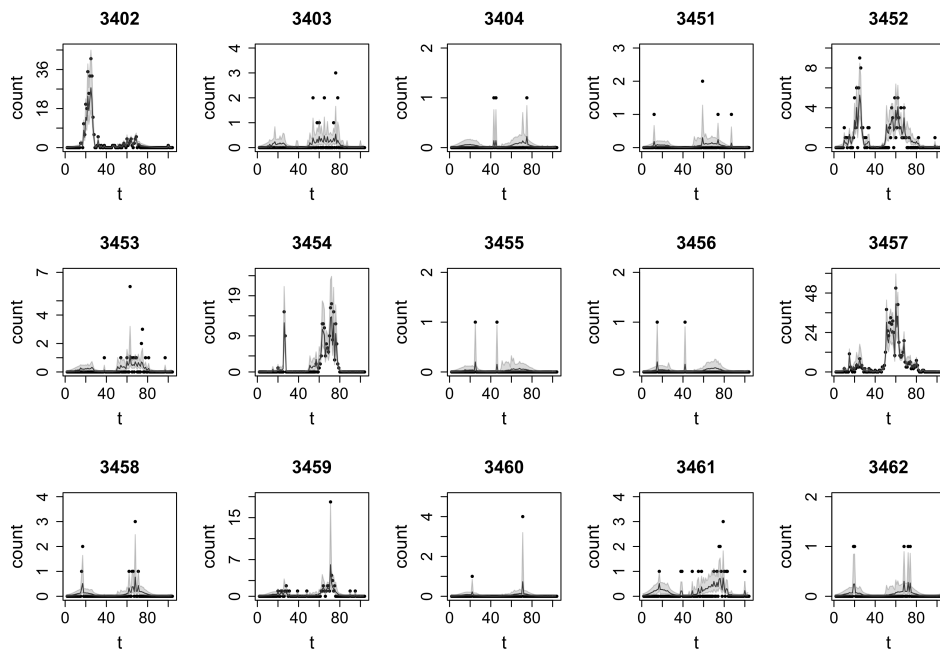 3402 3403 3404 3451 3452
count 0 18 36 count 0 1 2 3 4 count 0 1 2 count 0 1 2 3 count 0 2 4 6 8
0 40 80 0 40 80 0 40 80 0 40 80 0 40 80
t t t t t
3453 3454 3455 3456 3457
count 0 2 4 7 count 0 9 19 count 0 1 2 count 0 1 2 count 0 24 48
0 40 80 0 40 80 0 40 80 0 40 80 0 40 80
t t t t t
3458 3459 3460 3461 3462
count 0 1 2 3 4 count 0 7 15 count 0 2 4 count 0 1 2 3 4 count 0 1 2
0 40 80 0 40 80 0 40 80 0 40 80 0 40 80
t t t t t